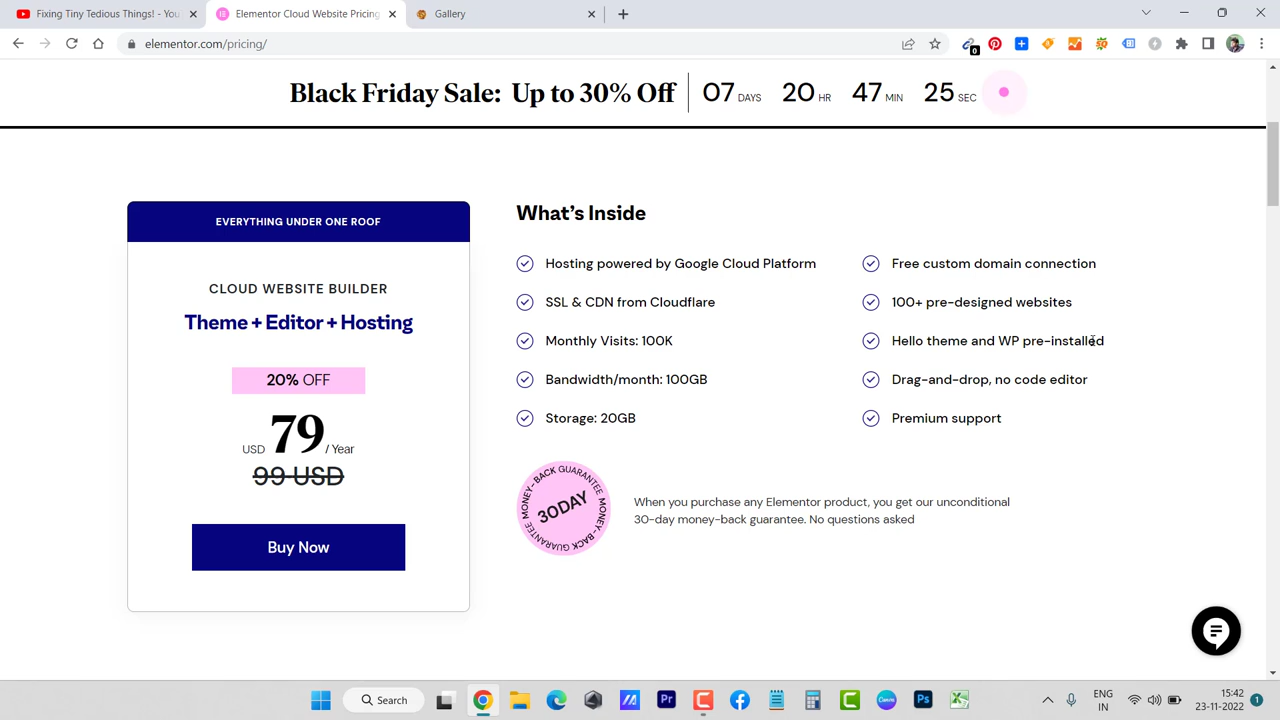 Fixing Tiny Tedious Things! - You
Elementor Cloud Website Pricing
Gallery
elementor.com/pricing/
0
Black Friday Sale: Up to 30% Off
07 DAYS 20 HR 47 MIN 25 SEC
EVERYTHING UNDER ONE ROOF
CLOUD WEBSITE BUILDER
Theme + Editor + Hosting
20% OFF
USD 79 / Year
99 USD
Buy Now
What's Inside
Hosting powered by Google Cloud Platform
SSL & CDN from Cloudflare
Monthly Visits: 100K
Bandwidth/month: 100GB
Storage: 20GB
Free custom domain connection
100+ pre-designed websites
Hello theme and WP pre-installed
Drag-and-drop, no code editor
Premium support
MONEY-BACK GUARANTEE MONEY-BACK GUARANTEE
30DAY
When you purchase any Elementor product, you get our unconditional
30-day money-back guarantee. No questions asked
Search
Pr
Canva
Ps
ENG
IN
15:42
23-11-2022
1